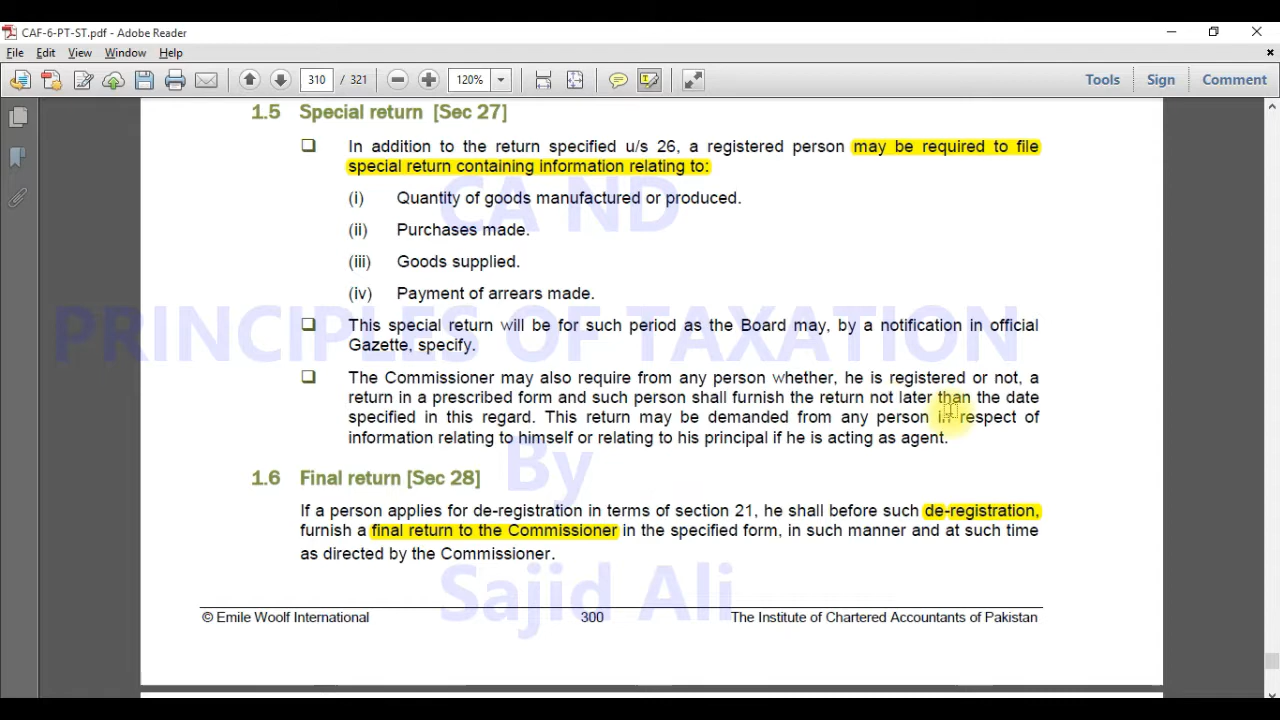 CAF-6-PT-ST.pdf - Adobe Reader
File Edit View Window Help
310 / 321 120% Tools Sign Comment
1.5 Special return [Sec 27]
❑ In addition to the return specified u/s 26, a registered person may be required to file
special return containing information relating to:
(i) Quantity of goods manufactured or produced.
(ii) Purchases made.
(iii) Goods supplied.
(iv) Payment of arrears made.
❑ This special return will be for such period as the Board may, by a notification in official
Gazette, specify.
❑ The Commissioner may also require from any person whether, he is registered or not, a
return in a prescribed form and such person shall furnish the return not later than the date
specified in this regard. This return may be demanded from any person in respect of
information relating to himself or relating to his principal if he is acting as agent.
1.6 Final return [Sec 28]
If a person applies for de-registration in terms of section 21, he shall before such de-registration,
furnish a final return to the Commissioner in the specified form, in such manner and at such time
as directed by the Commissioner.
© Emile Woolf International 300 The Institute of Chartered Accountants of Pakistan
CA ND
PRINCIPLES OF TAXATION
By
Sajid Ali